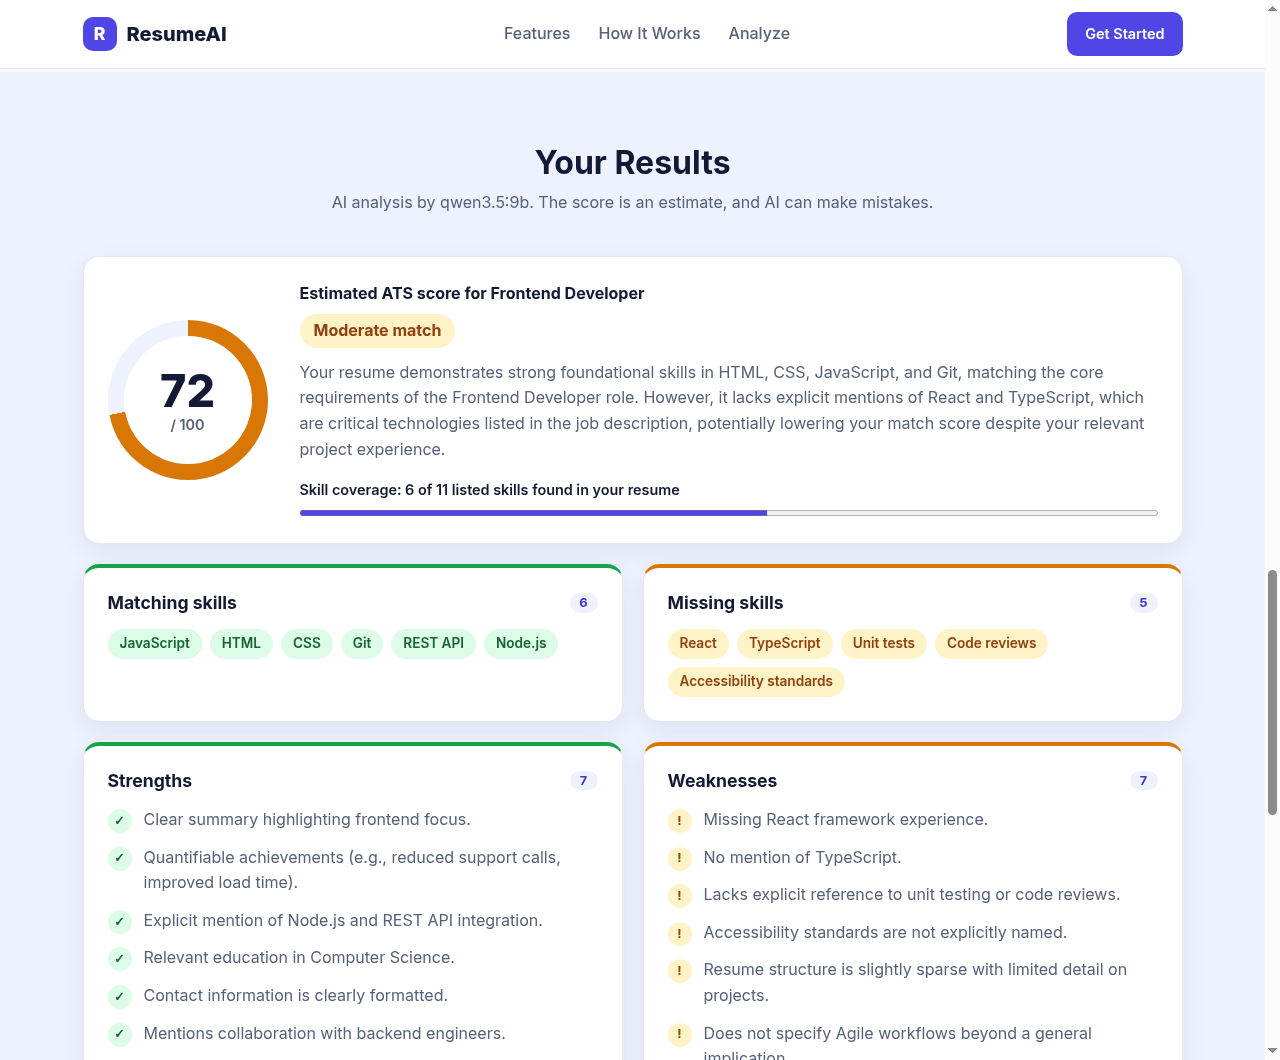 R ResumeAI
Features How It Works Analyze
Get Started
Your Results
AI analysis by qwen3.5:9b. The score is an estimate, and AI can make mistakes.
72
/ 100
Estimated ATS score for Frontend Developer
Moderate match
Your resume demonstrates strong foundational skills in HTML, CSS, JavaScript, and Git, matching the core
requirements of the Frontend Developer role. However, it lacks explicit mentions of React and TypeScript, which
are critical technologies listed in the job description, potentially lowering your match score despite your relevant
project experience.
Skill coverage: 6 of 11 listed skills found in your resume
Matching skills 6
JavaScript HTML CSS Git REST API Node.js
Missing skills 5
React TypeScript Unit tests Code reviews
Accessibility standards
Strengths 7
✓ Clear summary highlighting frontend focus.
✓ Quantifiable achievements (e.g., reduced support calls,
improved load time).
✓ Explicit mention of Node.js and REST API integration.
✓ Relevant education in Computer Science.
✓ Contact information is clearly formatted.
✓ Mentions collaboration with backend engineers.
Weaknesses 7
! Missing React framework experience.
! No mention of TypeScript.
! Lacks explicit reference to unit testing or code reviews.
! Accessibility standards are not explicitly named.
! Resume structure is slightly sparse with limited detail on
projects.
! Does not specify Agile workflows beyond a general
implication.